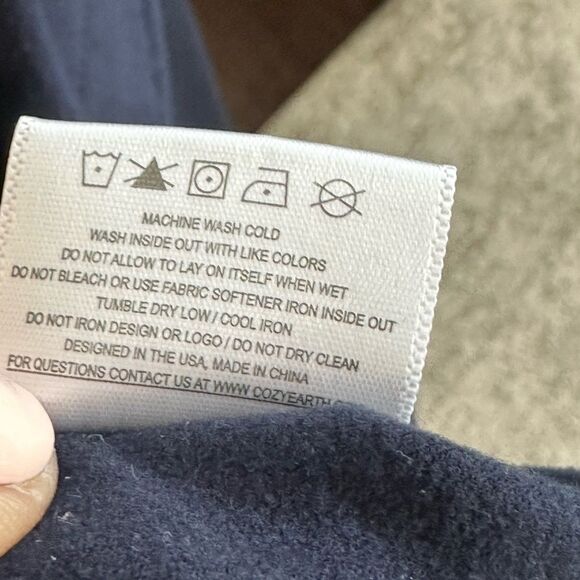 MACHINE WASH COLD
WASH INSIDE OUT WITH LIKE COLORS
DO NOT ALLOW TO LAY ON ITSELF WHEN WET
DO NOT BLEACH OR USE FABRIC SOFTENER IRON INSIDE OUT
TUMBLE DRY LOW / COOL IRON
DO NOT IRON DESIGN OR LOGO / DO NOT DRY CLEAN
DESIGNED IN THE USA, MADE IN CHINA
FOR QUESTIONS CONTACT US AT WWW. COZYEARTH.